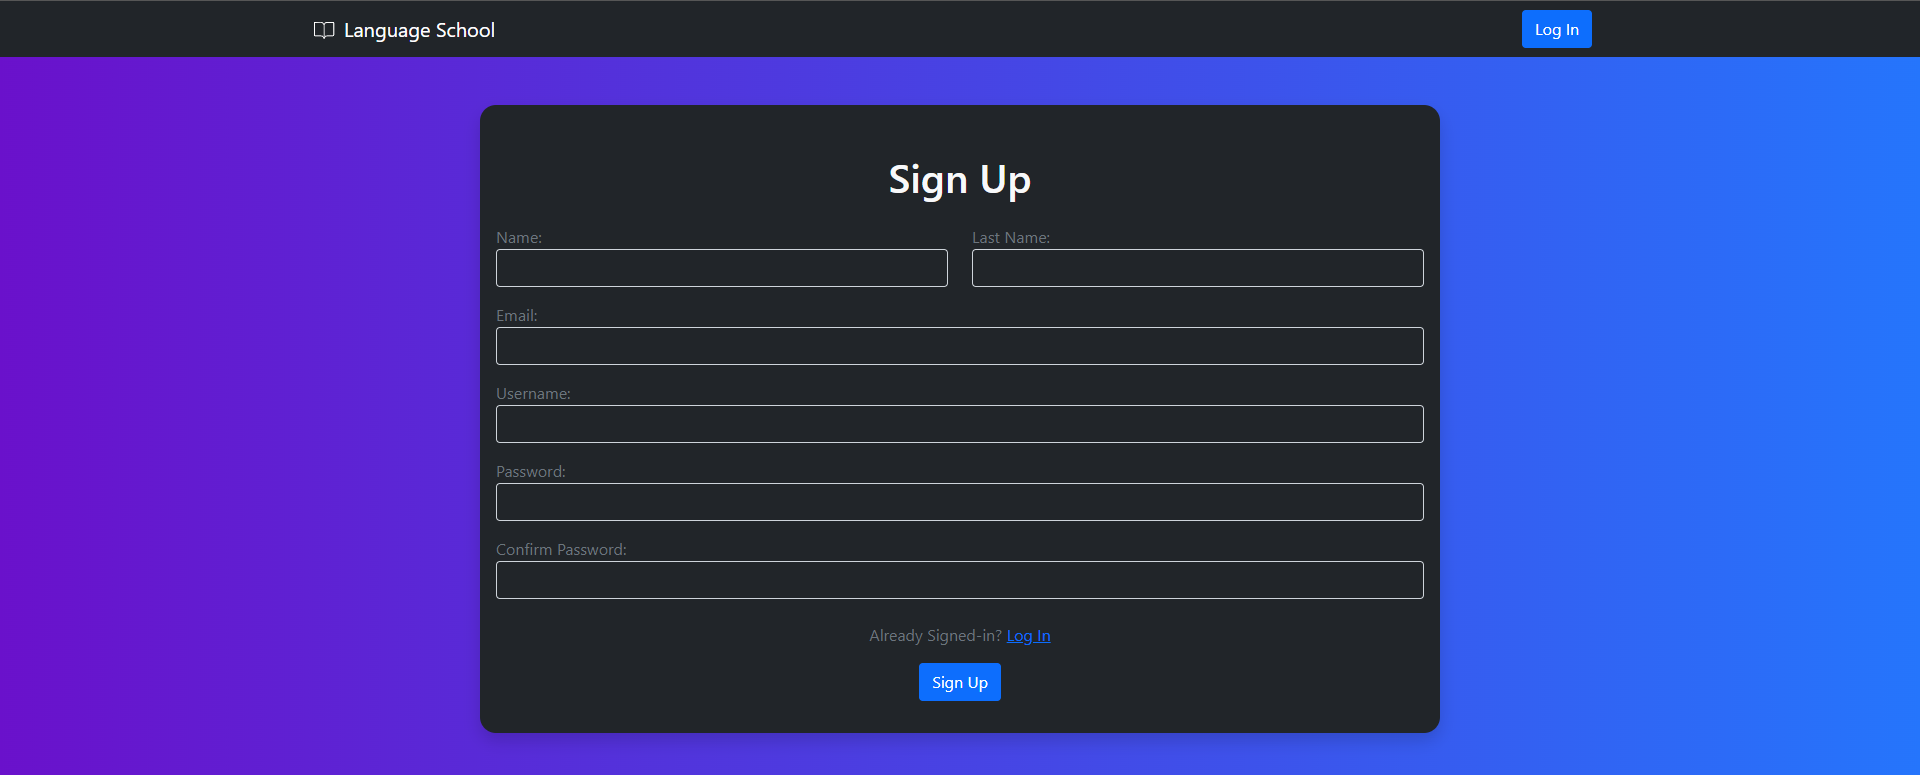 Language School
Log In
Sign Up
Name:
Last Name:
Email:
Username:
Password:
Confirm Password:
Already Signed-in? Log In
Sign Up